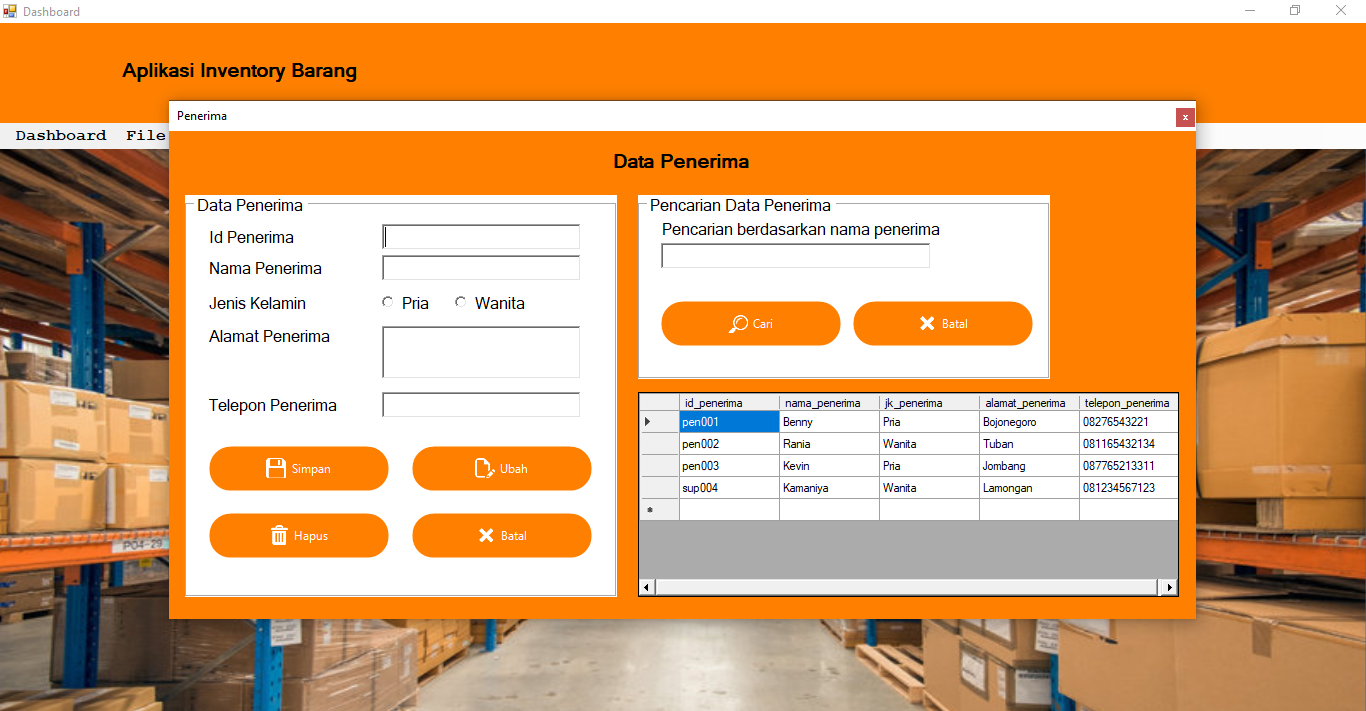 Dashboard
Aplikasi Inventory Barang
Dashboard File
Penerima
x
Data Penerima
Data Penerima
Id Penerima
Nama Penerima
Jenis Kelamin Pria Wanita
Alamat Penerima
Telepon Penerima
Simpan Ubah
Hapus Batal
Pencarian Data Penerima
Pencarian berdasarkan nama penerima
Cari Batal
id_penerima nama_penerima jk_penerima alamat_penerima telepon_penerima
pen001 Benny Pria Bojonegoro 08276543221
pen002 Rania Wanita Tuban 081165432134
pen003 Kevin Pria Jombang 087765213311
sup004 Kamaniya Wanita Lamongan 081234567123
*
PO4-29